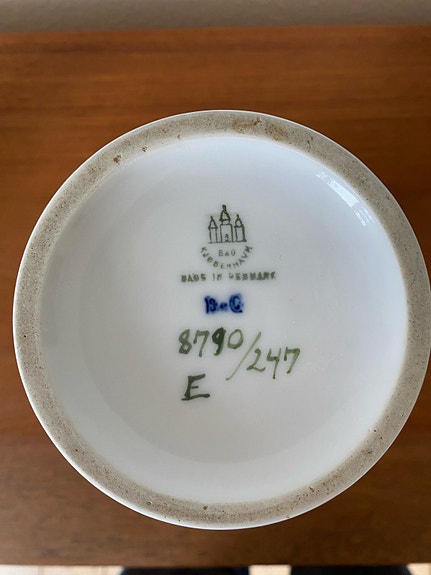 B&G
KJØBENHAVN
MADE IN DENMARK
B&G
8790/247
E